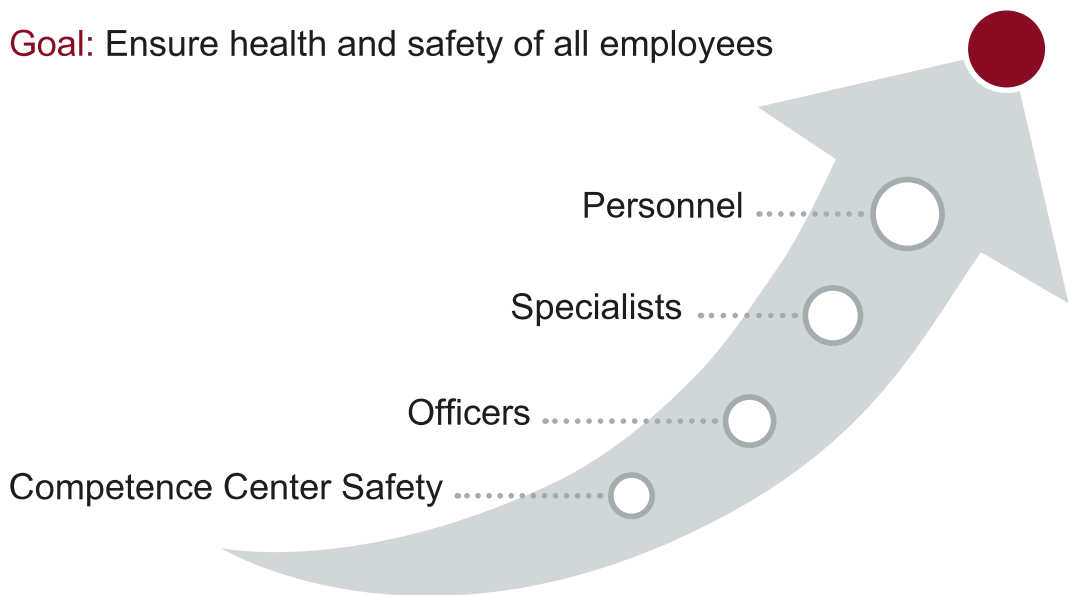 Goal: Ensure health and safety of all employees
Personnel
Specialists
Officers
Competence Center Safety